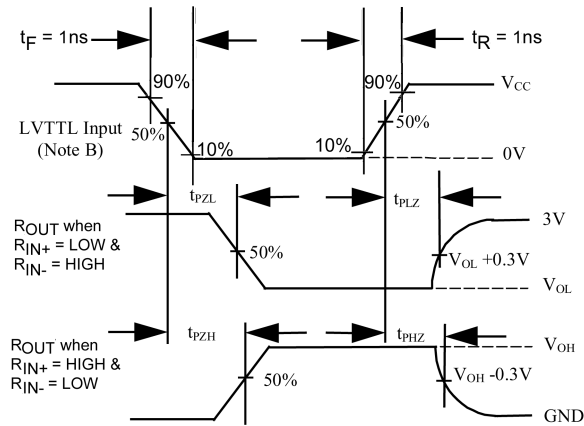 tF = 1ns
tR = 1ns
90%
90%
VCC
50%
50%
LVTTL Input
(Note B)
10%
10%
0V
tPZL
tPLZ
ROUT when
RIN+ = LOW &
RIN- = HIGH
3V
50%
VOL +0.3V
VOL
tPZH
tPHZ
ROUT when
RIN+ = HIGH &
RIN- = LOW
VOH
50%
VOH -0.3V
GND